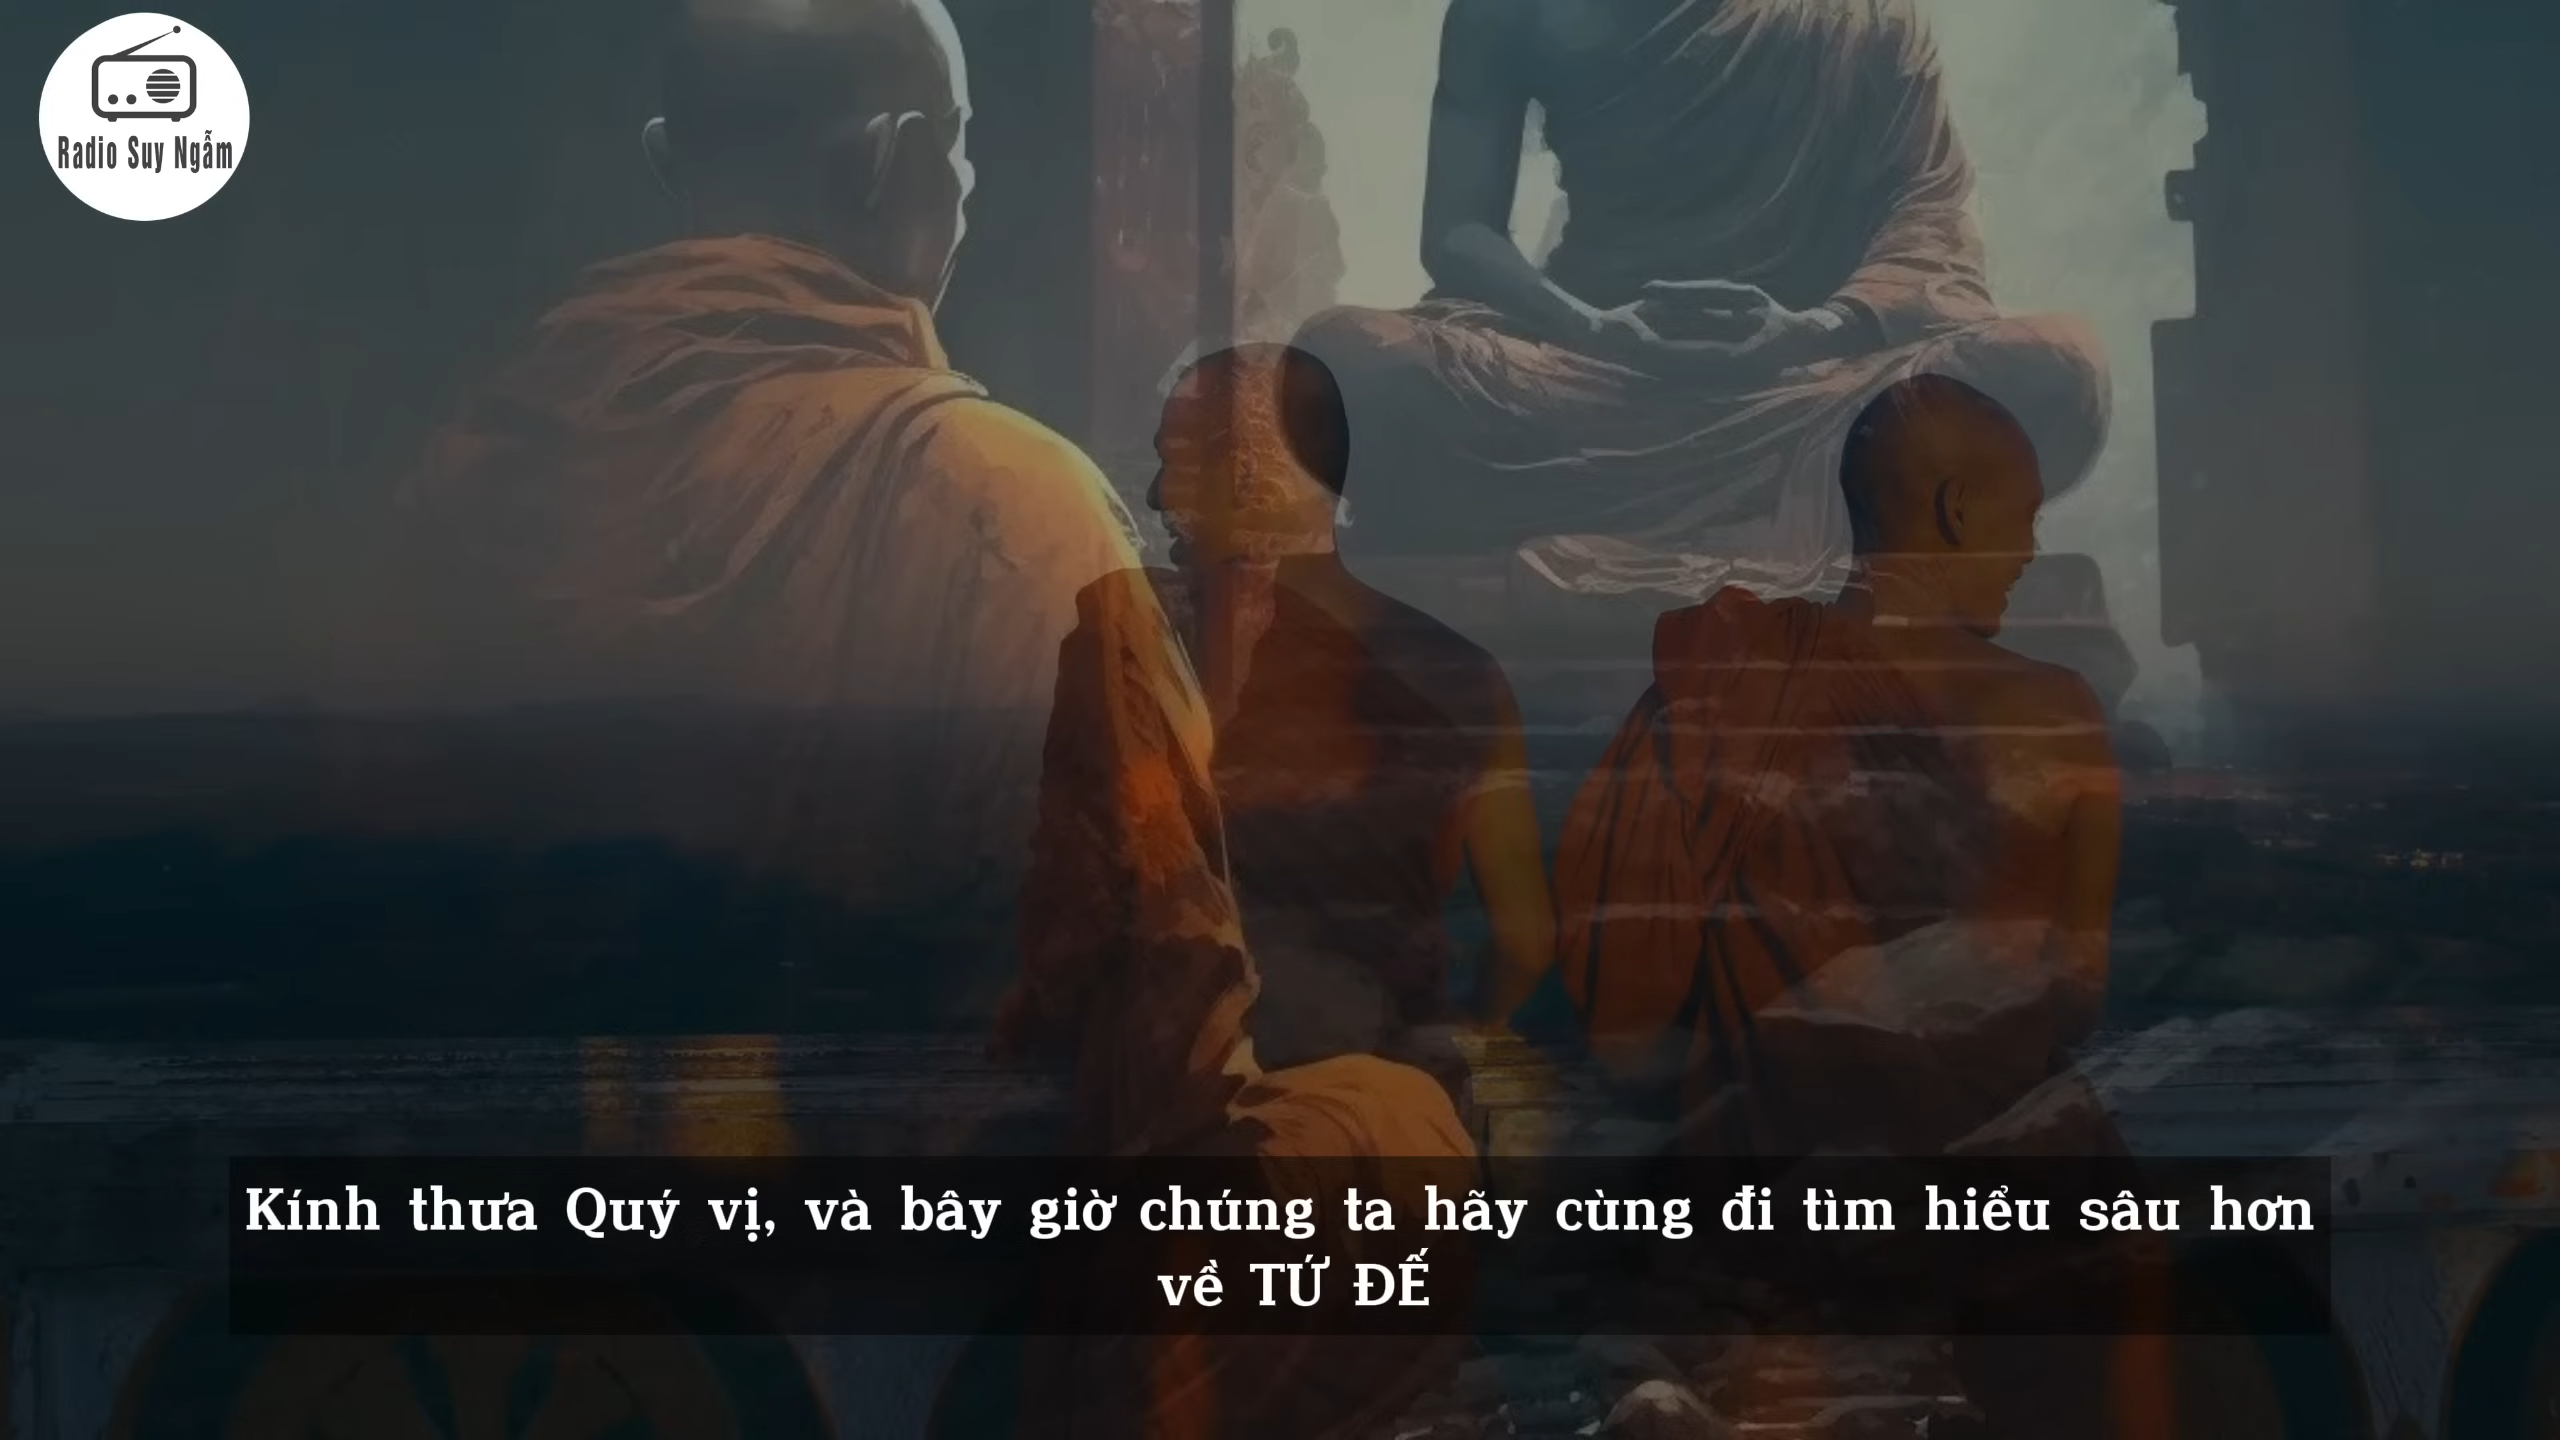 Radio Suy Ngẫm
Kính thưa Quý vị, và bây giờ chúng ta hãy cùng đi tìm hiểu sâu hơn
về TỨ ĐẾ